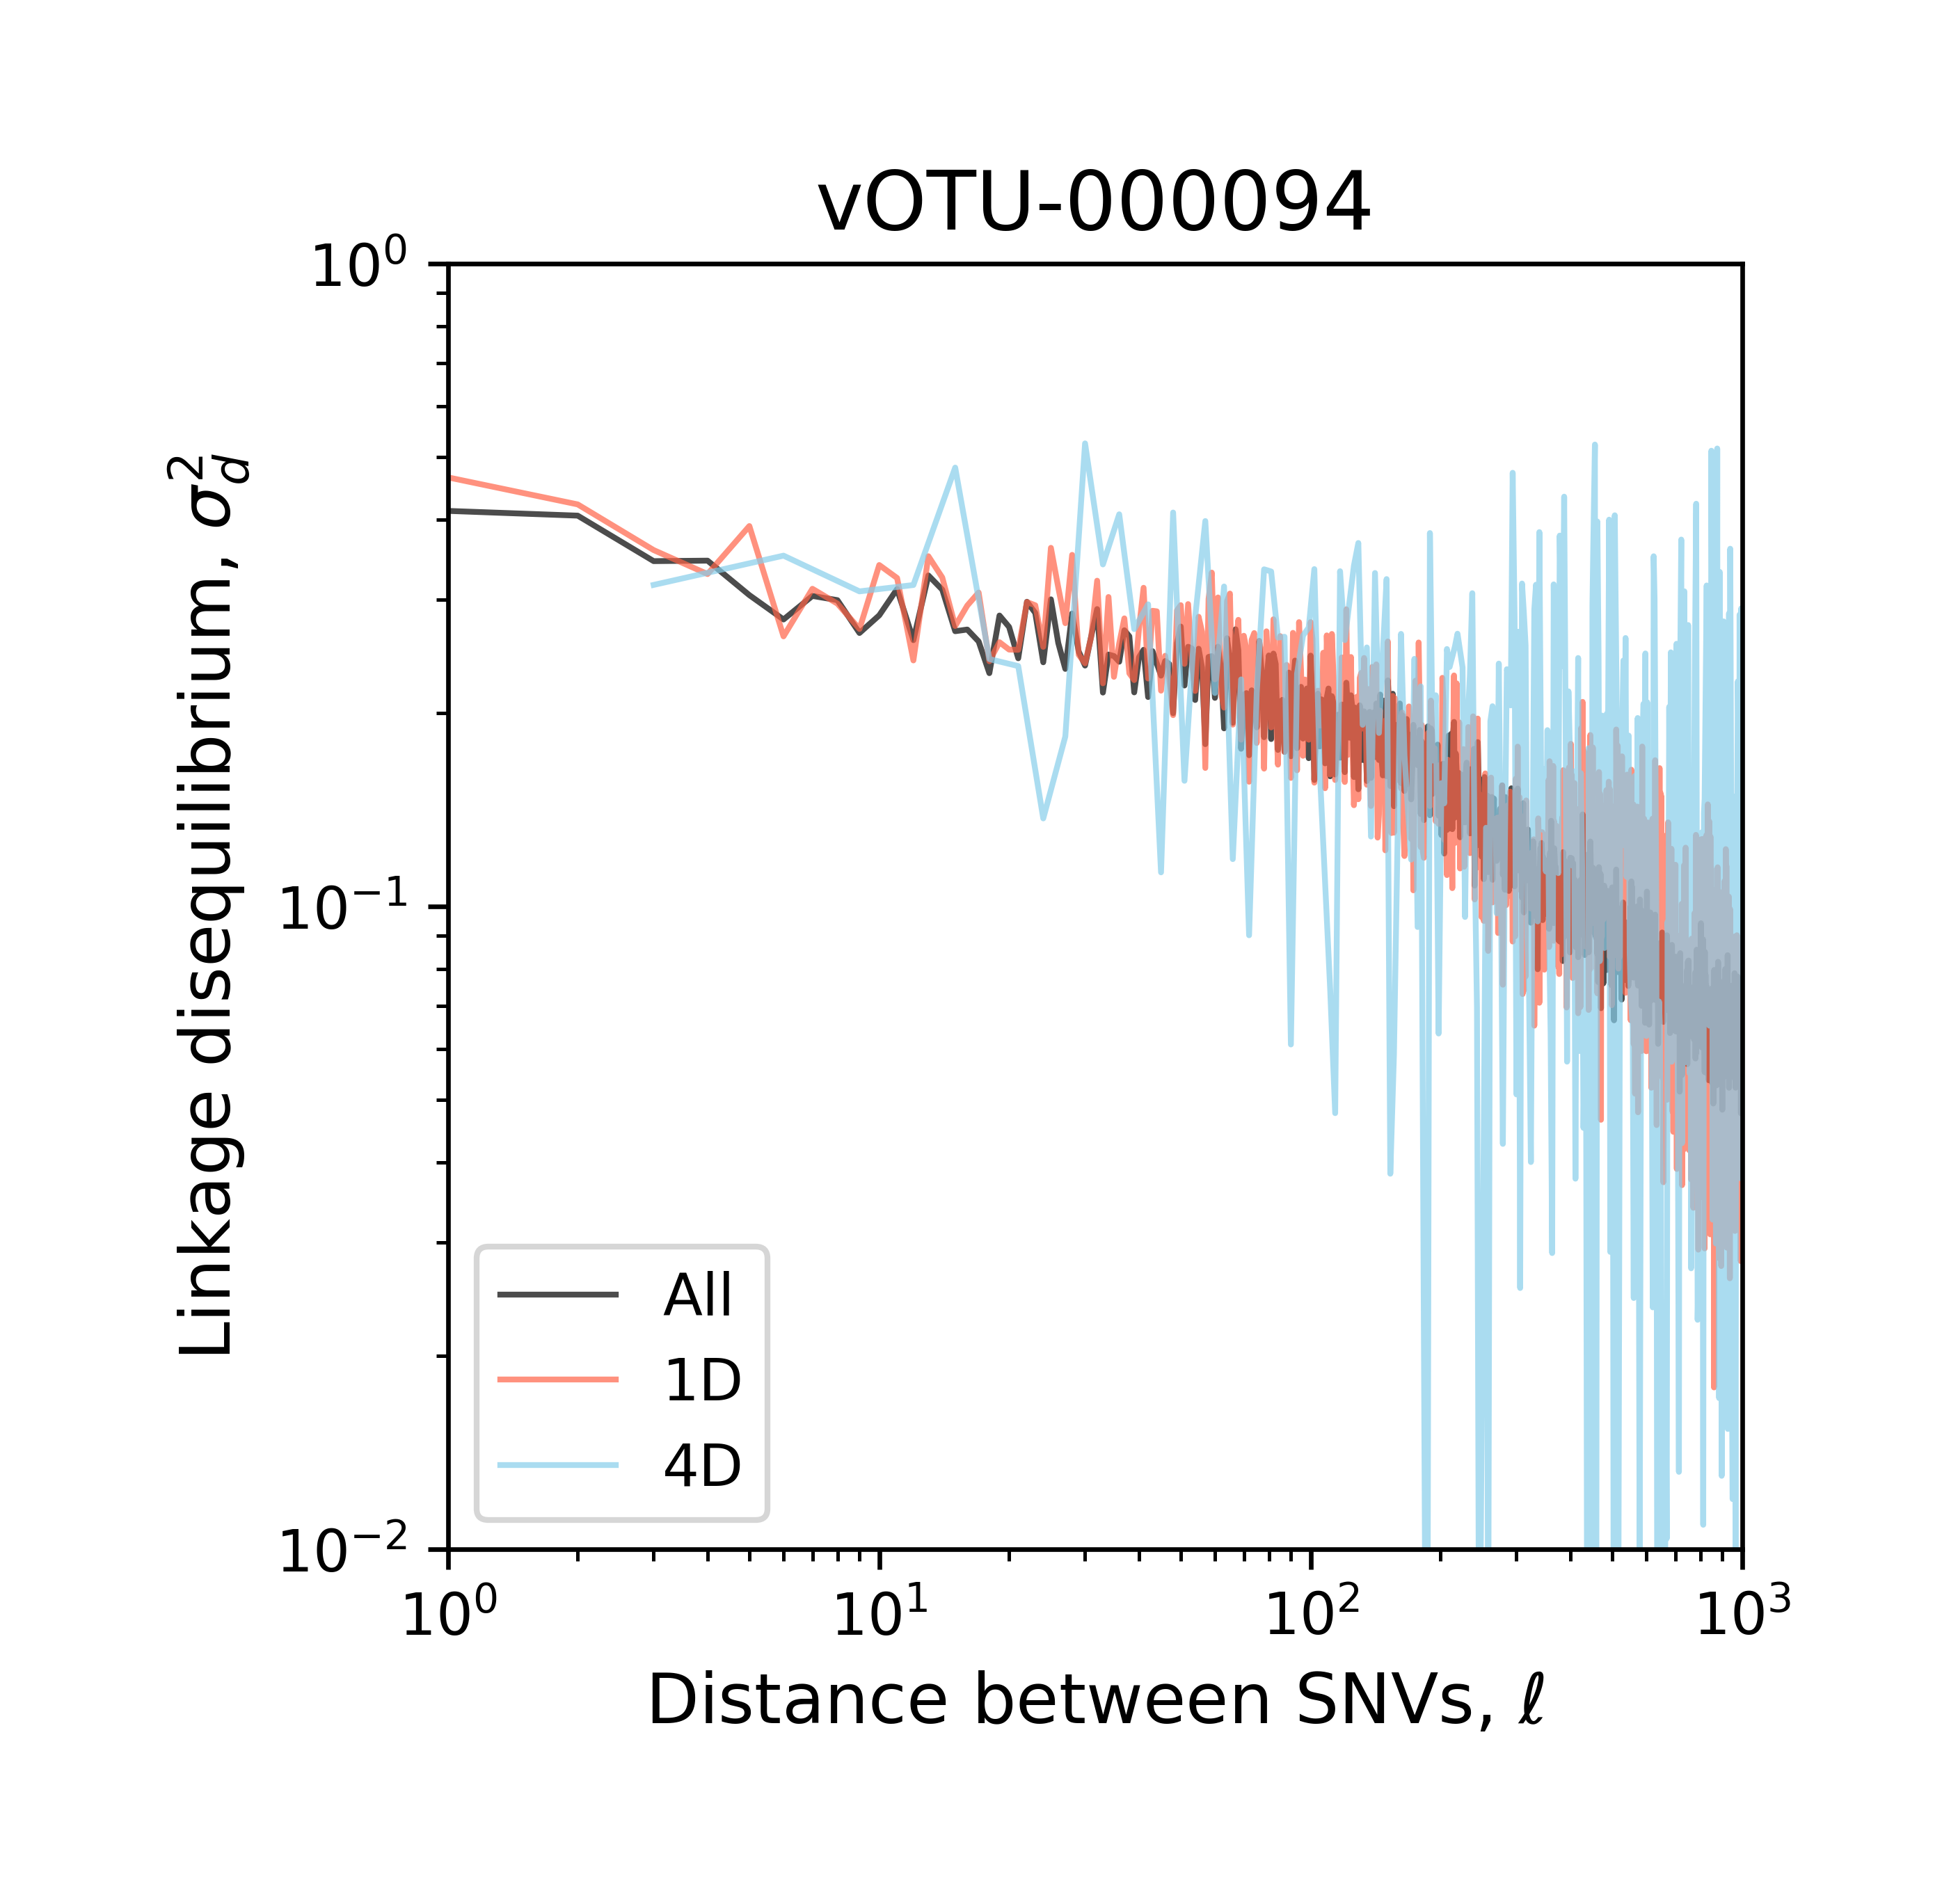 vOTU-000094
Linkage disequilibrium, σ_d^2
10^0
10^-1
10^-2
All
1D
4D
10^0 10^1 10^2 10^3
Distance between SNVs, ℓ